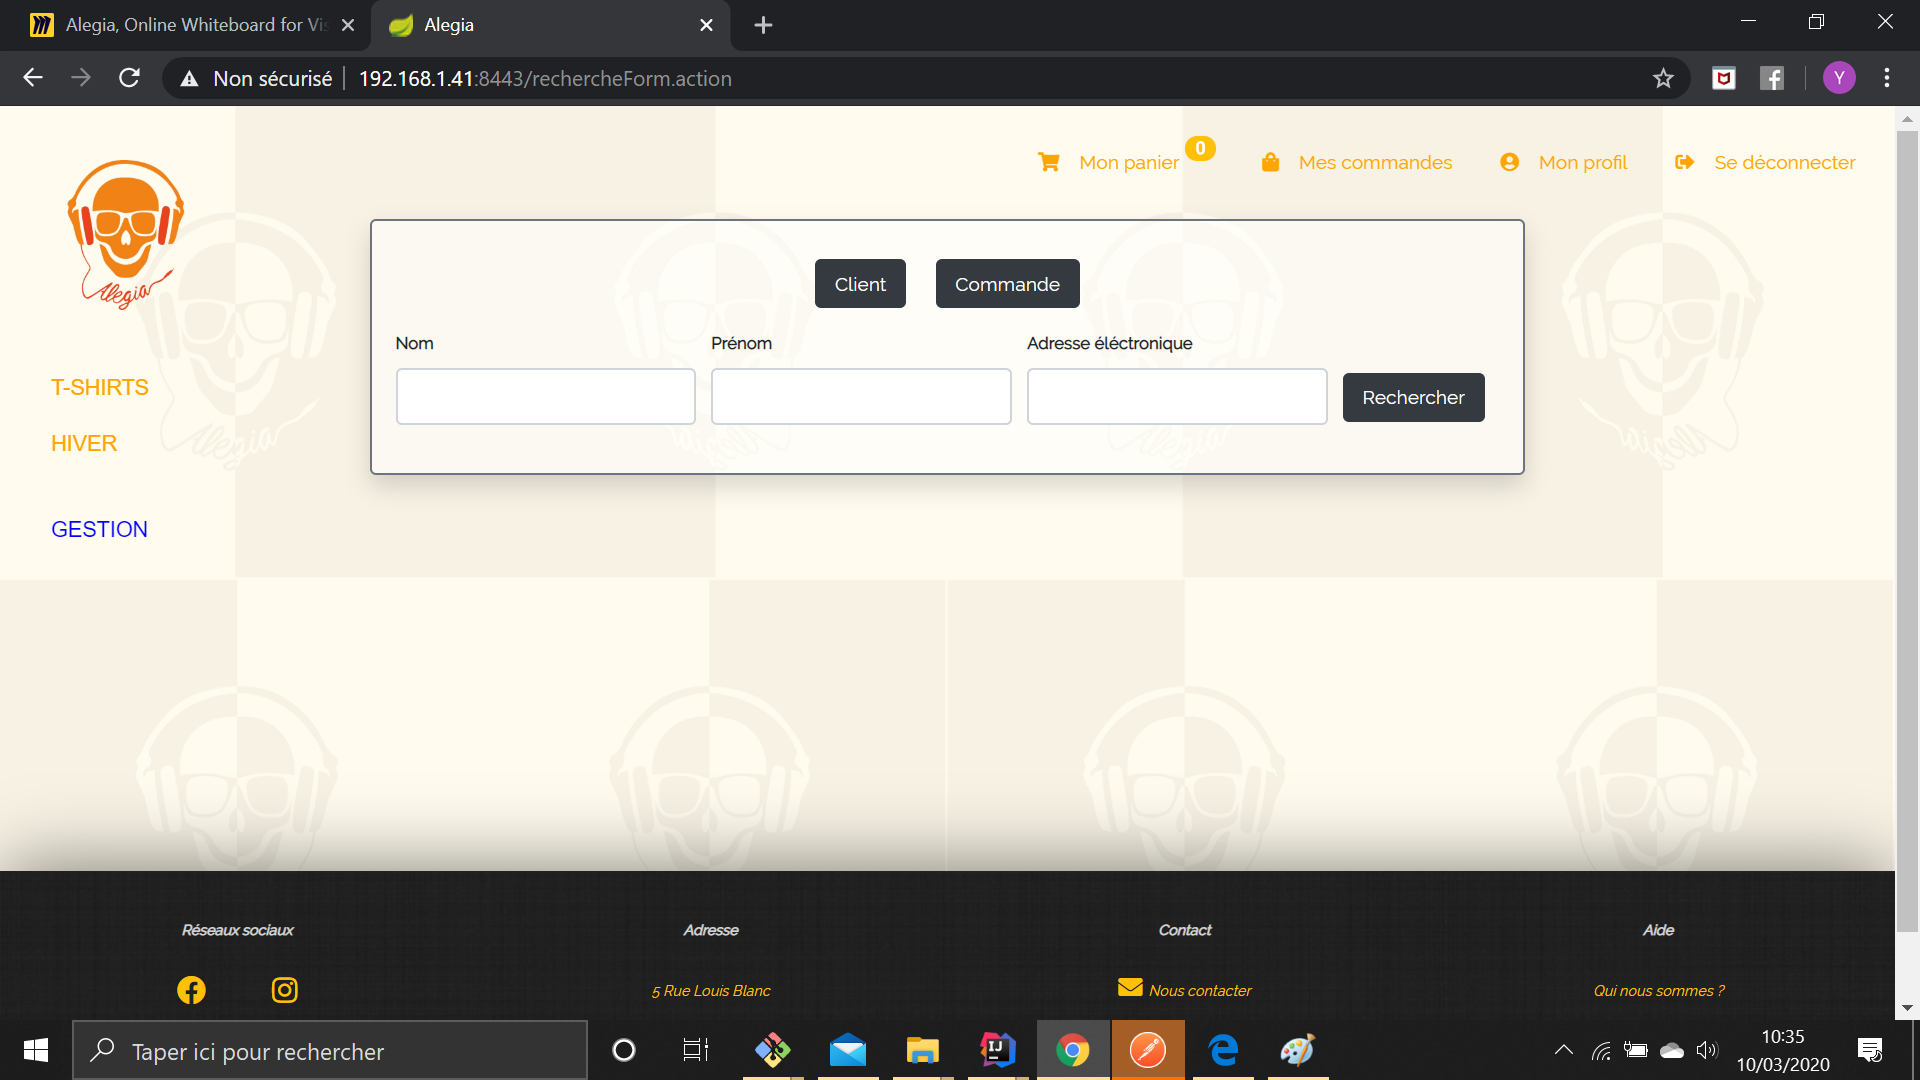 Alegia, Online Whiteboard for Vis
Alegia
Non sécurisé 192.168.1.41:8443/rechercheForm.action
Y
Mon panier 0 Mes commandes Mon profil Se déconnecter
Alegia
Client Commande
Nom Prénom Adresse éléctronique
Rechercher
T-SHIRTS
HIVER
GESTION
Réseaux sociaux Adresse Contact Aide
5 Rue Louis Blanc Nous contacter Qui nous sommes ?
Taper ici pour rechercher
IJ
10:35
10/03/2020